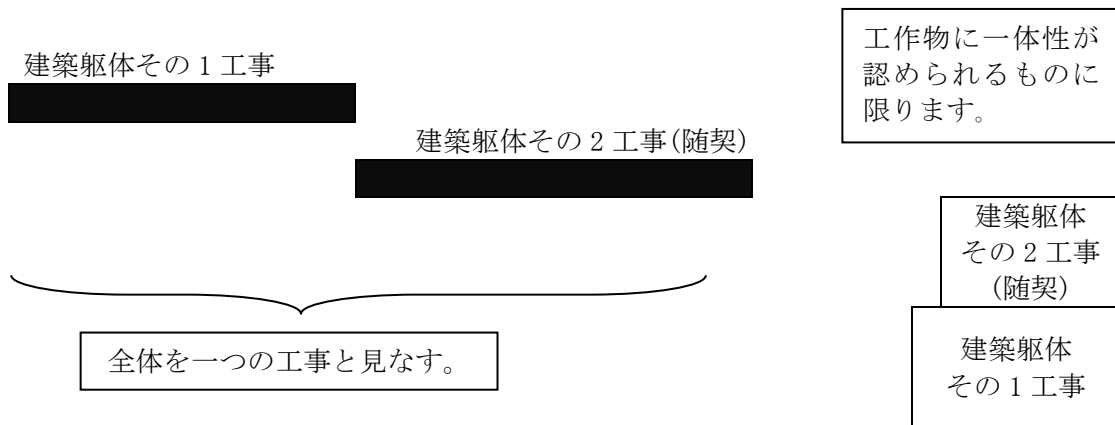 建築躯体その1工事
建築躯体その2工事(随契)
全体を一つの工事と見なす。
工作物に一体性が
認められるものに
限ります。
建築躯体
その2工事
(随契)
建築躯体
その1工事